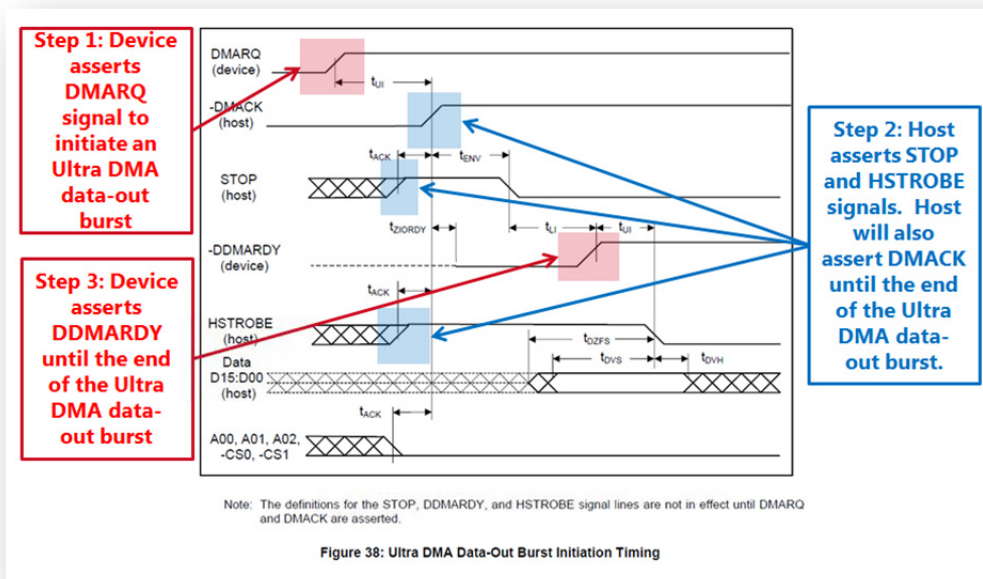 Step 1: Device
asserts
DMARQ
signal to
initiate an
Ultra DMA
data-out
burst
Step 3: Device
asserts
DDMARDY
until the end
of the Ultra
DMA data-
out burst
DMARQ
(device)
tUI
-DMACK
(host)
tACK
tENV
STOP
(host)
tZIORDY
tLI
tUI
-DDMARDY
(device)
tACK
HSTROBE
(host)
tDZFS
tDVS
tDVH
Data
D15:D00
(host)
tACK
A00, A01, A02,
-CS0, -CS1
Step 2: Host
asserts STOP
and HSTROBE
signals. Host
will also
assert DMACK
until the end
of the Ultra
DMA data-
out burst.
Note: The definitions for the STOP, DDMARDY, and HSTROBE signal lines are not in effect until DMARQ
and DMACK are asserted.
Figure 38: Ultra DMA Data-Out Burst Initiation Timing